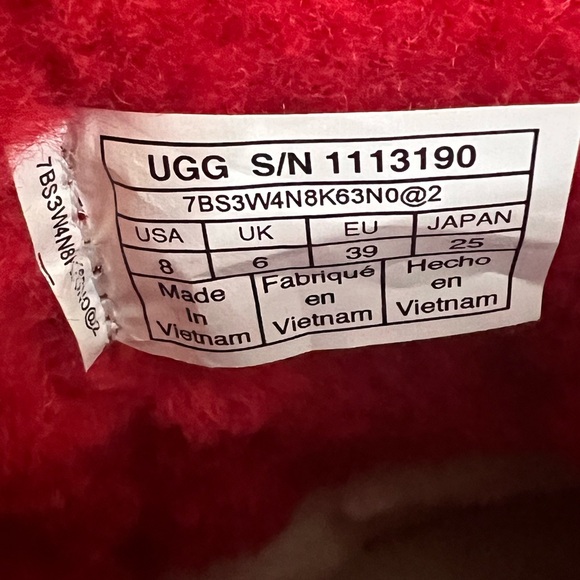 UGG S/N 1113190
7BS3W4N8K63N0@2
USA UK EU JAPAN
8 6 39 25
Made In Vietnam
Fabriqué en Vietnam
Hecho en Vietnam